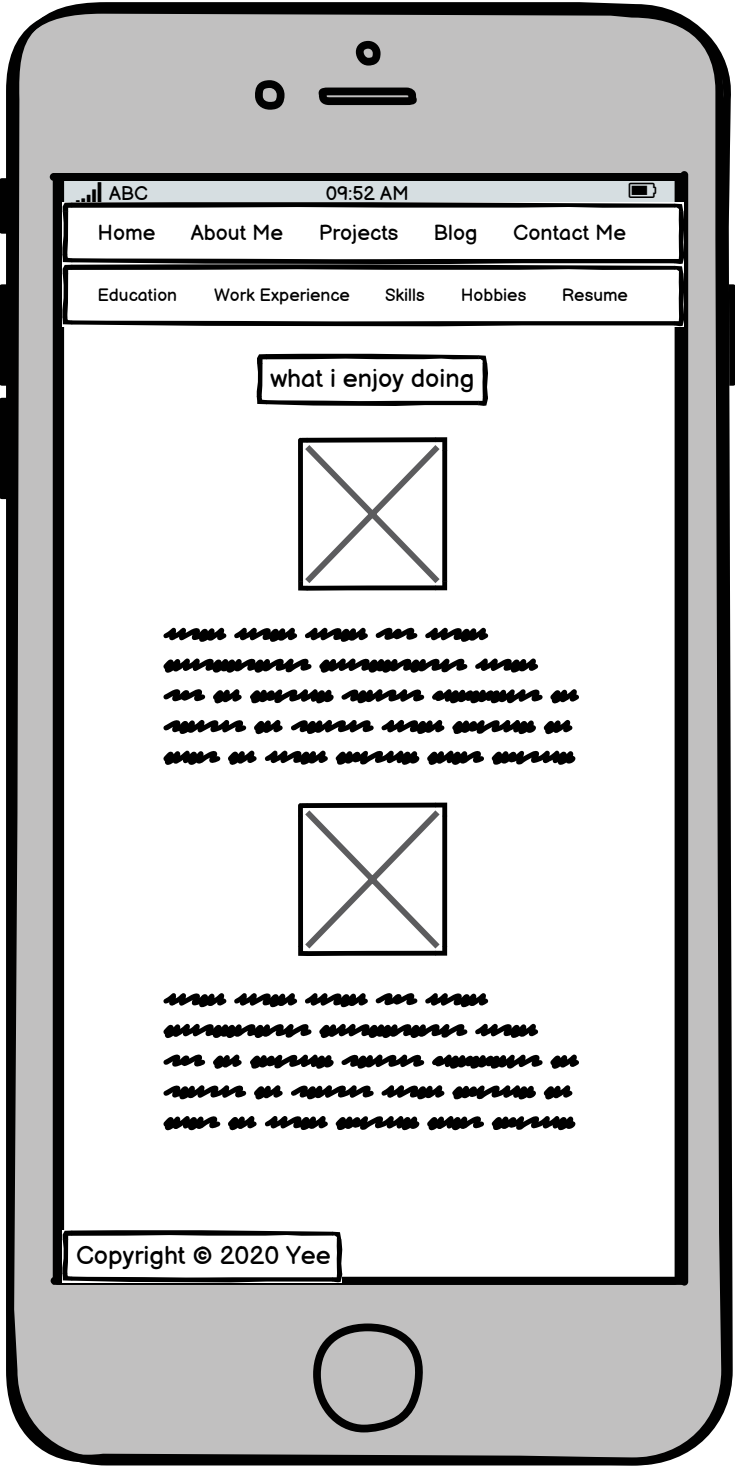 ABC 09:52 AM
Home About Me Projects Blog Contact Me
Education Work Experience Skills Hobbies Resume
what i enjoy doing
Copyright © 2020 Yee